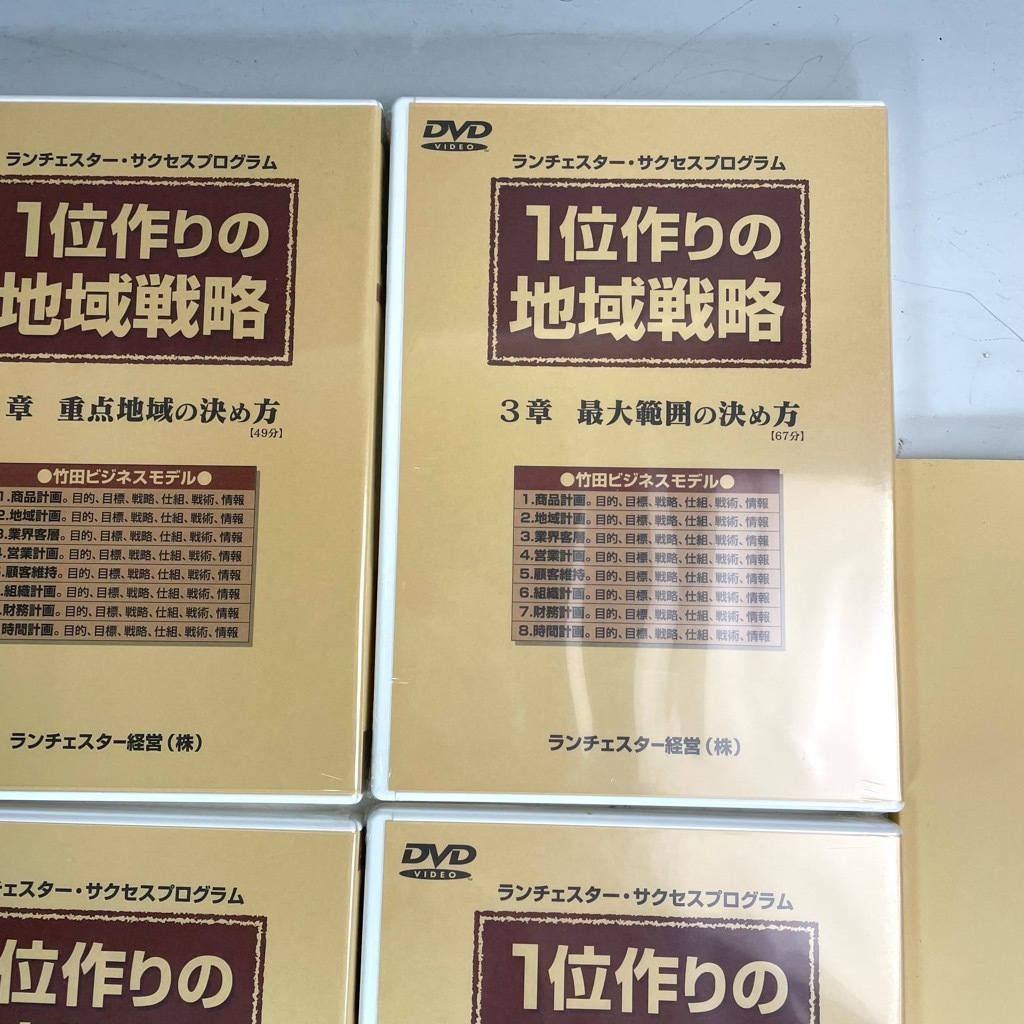 ランチェスター・サクセスプログラム
1位作りの
地域戦略
章 重点地域の決め方
【49分】
●竹田ビジネスモデル●
1.商品計画。目的、目標、戦略、仕組、戦術、情報
2.地域計画。目的、目標、戦略、仕組、戦術、情報
3.業界客層。目的、目標、戦略、仕組、戦術、情報
4.営業計画。目的、目標、戦略、仕組、戦術、情報
5.顧客維持。目的、目標、戦略、仕組、戦術、情報
.組織計画。目的、目標、戦略、仕組、戦術、情報
.財務計画。目的、目標、戦略、仕組、戦術、情報
時間計画。目的、目標、戦略、仕組、戦術、情報
ランチェスター経営(株)
DVD
VIDEO
ランチェスター・サクセスプログラム
1位作りの
地域戦略
3章 最大範囲の決め方
【67分】
●竹田ビジネスモデル●
1.商品計画。目的、目標、戦略、仕組、戦術、情報
2.地域計画。目的、目標、戦略、仕組、戦術、情報
3.業界客層。目的、目標、戦略、仕組、戦術、情報
4.営業計画。目的、目標、戦略、仕組、戦術、情報
5.顧客維持。目的、目標、戦略、仕組、戦術、情報
6.組織計画。目的、目標、戦略、仕組、戦術、情報
7.財務計画。目的、目標、戦略、仕組、戦術、情報
8.時間計画。目的、目標、戦略、仕組、戦術、情報
ランチェスター経営(株)
チェスター・サクセスプログラム
位作りの
DVD
VIDEO
ランチェスター・サクセスプログラム
1位作りの